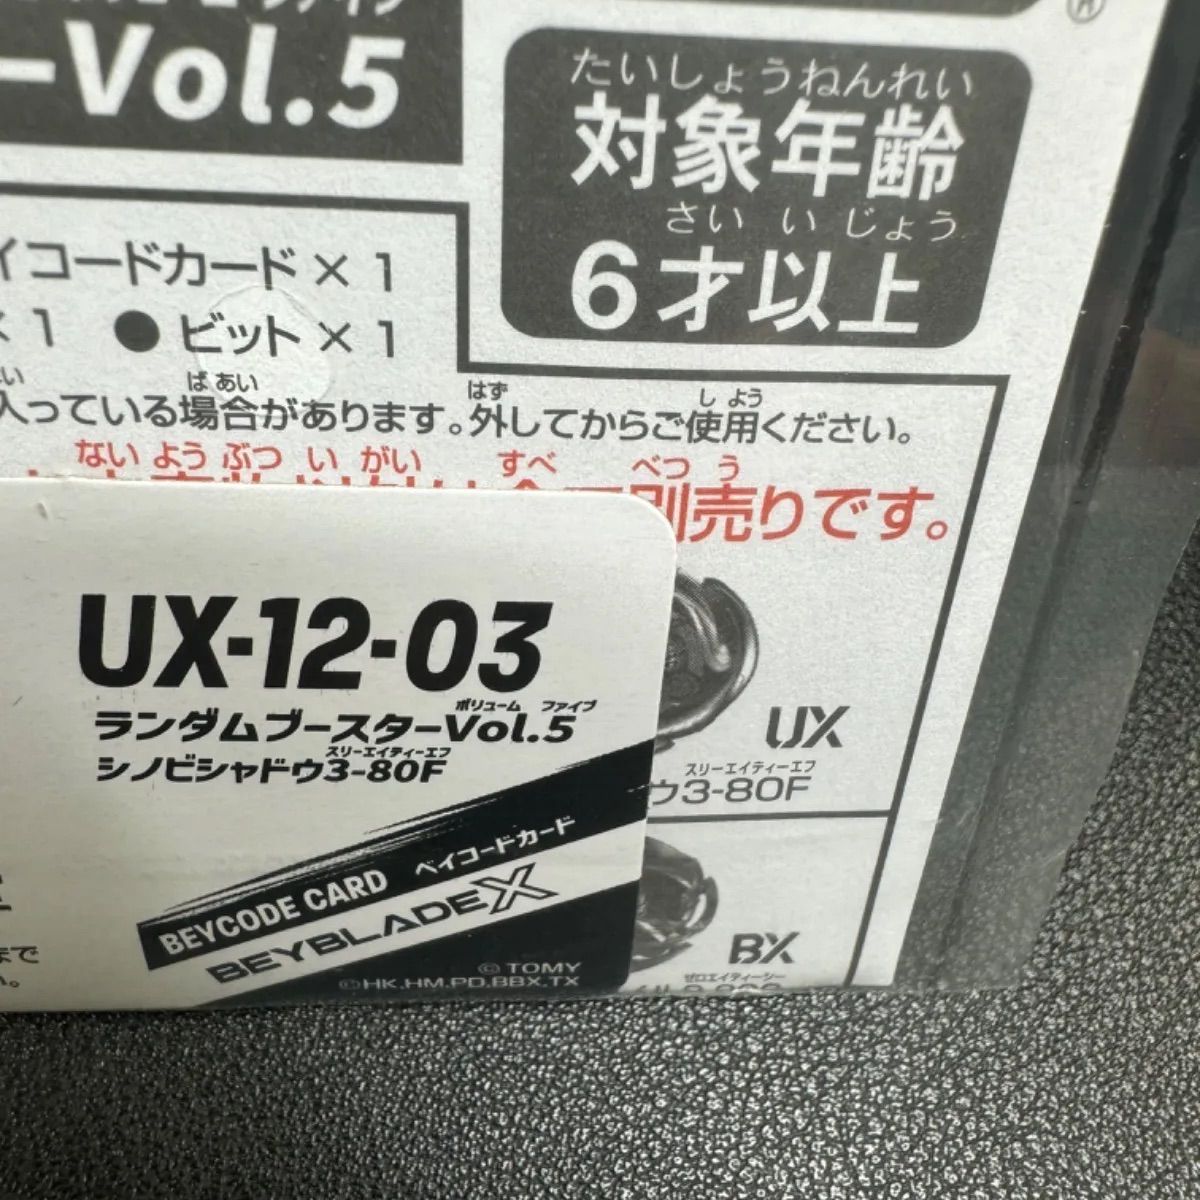 ーVol.5
®
たいしょうねんれい
対象年齢
さい い じょう
6才以上
イコードカード×1
×1 ●ビット×1
ばあい はず しよう
入っている場合があります。外してからご使用ください。
ないようぶつ いがい すべ べつう
別売りです。
UX-12-03
ボリューム ファイブ
ランダムブースターVol.5
スリーエイティーエフ
シノビシャドウ3-80F
BEYCODE CARD ベイコードカード
BEYBLADE X
© TOMY
©HK.HM.PD.BBX.TX
UX
スリーエイティーエフ
ウ3-80F
BX
ゼロエイティーシー
まで
い。